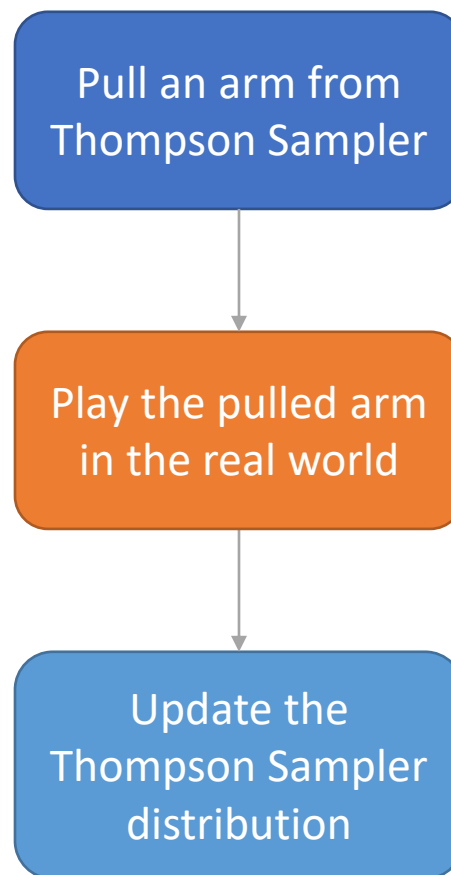 Pull an arm from
Thompson Sampler
Play the pulled arm
in the real world
Update the
Thompson Sampler
distribution